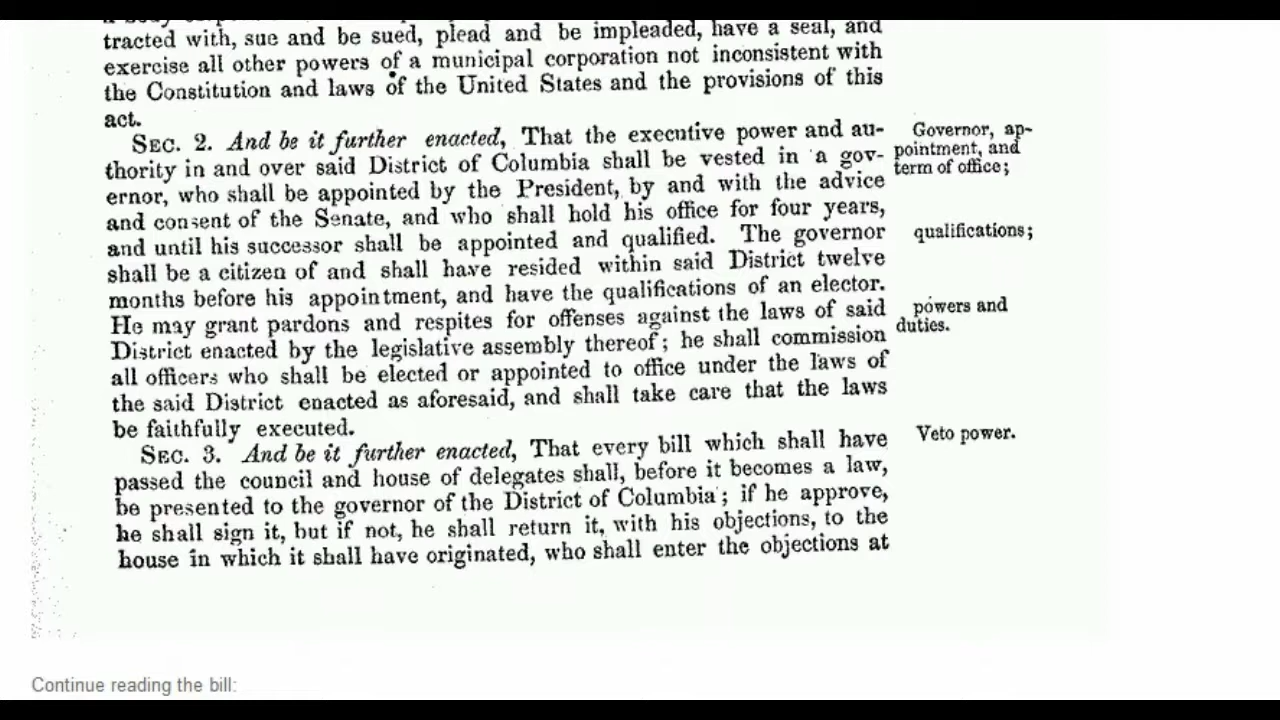 tracted with, sue and be sued, plead and be impleaded, have a seal, and
exercise all other powers of a municipal corporation not inconsistent with
the Constitution and laws of the United States and the provisions of this
act.
SEC. 2. And be it further enacted, That the executive power and au-
thority in and over said District of Columbia shall be vested in a gov-
ernor, who shall be appointed by the President, by and with the advice
and consent of the Senate, and who shall hold his office for four years,
and until his successor shall be appointed and qualified. The governor
shall be a citizen of and shall have resided within said District twelve
months before his appointment, and have the qualifications of an elector.
He may grant pardons and respites for offenses against the laws of said
District enacted by the legislative assembly thereof; he shall commission
all officers who shall be elected or appointed to office under the laws of
the said District enacted as aforesaid, and shall take care that the laws
be faithfully executed.
SEC. 3. And be it further enacted, That every bill which shall have
passed the council and house of delegates shall, before it becomes a law,
be presented to the governor of the District of Columbia; if he approve,
he shall sign it, but if not, he shall return it, with his objections, to the
house in which it shall have originated, who shall enter the objections at
Governor, ap-
pointment, and
term of office;
qualifications;
powers and
duties.
Veto power.
Continue reading the bill: